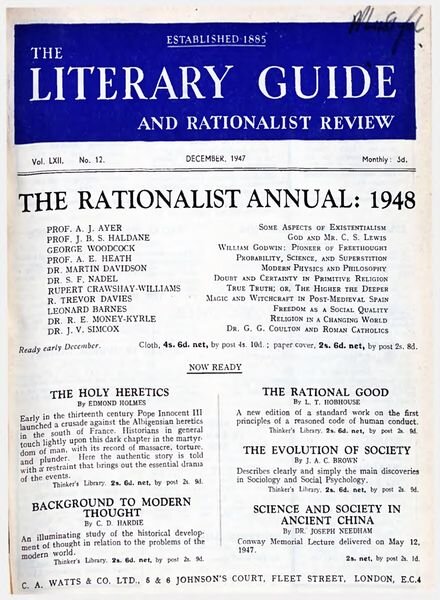 ESTABLISHED 1885
THE
LITERARY GUIDE
AND RATIONALIST REVIEW
Vol. LXII. No. 12. DECEMBER, 1947 Monthly: 3d.
THE RATIONALIST ANNUAL: 1948
PROF. A. J. AYER SOME ASPECTS OF EXISTENTIALISM
PROF. J. B. S. HALDANE GOD AND MR. C. S. LEWIS
GEORGE WOODCOCK WILLIAM GODWIN: PIONEER OF FREETHOUGHT
PROF. A. E. HEATH PROBABILITY, SCIENCE, AND SUPERSTITION
DR. MARTIN DAVIDSON MODERN PHYSICS AND PHILOSOPHY
DR. S. F. NADEL DOUBT AND CERTAINTY IN PRIMITIVE RELIGION
RUPERT CRAWSHAY-WILLIAMS TRUE TRUTH; OR, THE HIGHER THE DEEPER
R. TREVOR DAVIES MAGIC AND WITCHCRAFT IN POST-MEDIEVAL SPAIN
LEONARD BARNES FREEDOM AS A SOCIAL QUALITY
DR. R. E. MONEY-KYRLE RELIGION IN A CHANGING WORLD
DR. J. V. SIMCOX DR. G. G. COULTON AND ROMAN CATHOLICS
Ready early December. Cloth, 4s. 6d. net, by post 4s. 10d.; paper cover, 2s. 6d. net, by post 2s. 8d.
NOW READY
THE HOLY HERETICS
By EDMOND HOLMES
Early in the thirteenth century Pope Innocent III
launched a crusade against the Albigensian heretics
in the south of France. Historians in general
touch lightly upon this dark chapter in the martyr-
dom of man, with its record of massacre, torture,
and plunder. Here the authentic story is told
with a restraint that brings out the essential drama
of the events.
Thinker's Library. 2s. 6d. net, by post 2s. 9d.
BACKGROUND TO MODERN
THOUGHT
By C. D. HARDIE
An illuminating study of the historical develop-
ment of thought in relation to the problems of the
modern world.
Thinker's Library. 2s. 6d. net, by post 2s. 9d.
THE RATIONAL GOOD
By L. T. HOBHOUSE
A new edition of a standard work on the first
principles of a reasoned code of human conduct.
Thinker's Library. 2s. 6d. net, by post 2s. 9d.
THE EVOLUTION OF SOCIETY
By J. A. C. BROWN
Describes clearly and simply the main discoveries
in Sociology and Social Psychology.
Thinker's Library. 2s. 6d. net, by post 2s. 9d.
SCIENCE AND SOCIETY IN
ANCIENT CHINA
By DR. JOSEPH NEEDHAM
Conway Memorial Lecture delivered on May 12,
1947.
2s. net, by post 2s. 1d.
C. A. WATTS & CO. LTD., 5 & 6 JOHNSON'S COURT, FLEET STREET, LONDON, E.C.4